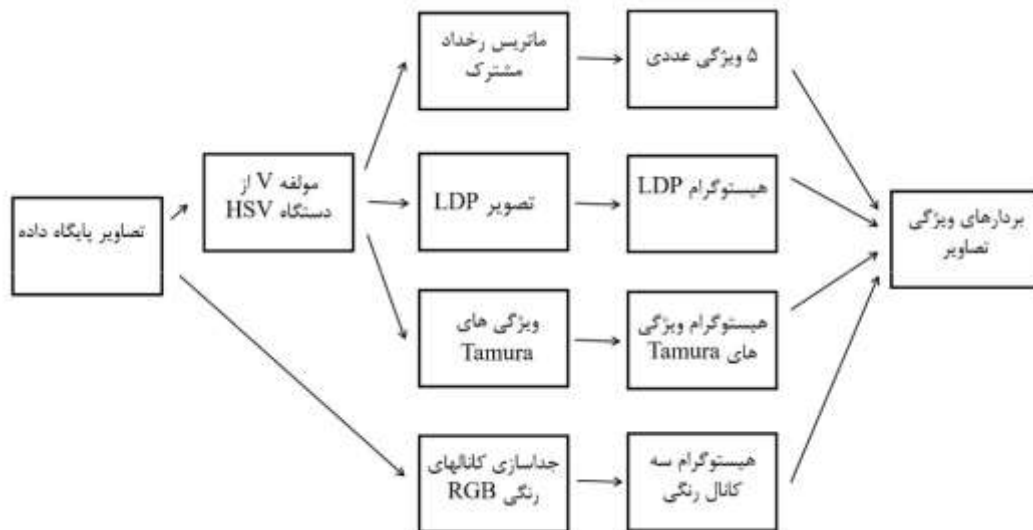 تصاویر پایگاه داده
مولفه V از
دستگاه HSV
ماتریس رخداد
مشترک
۵ ویژگی عددی
تصویر LDP
هیستوگرام LDP
ویژگی های
Tamura
هیستوگرام ویژگی
های Tamura
جداسازی کانالهای
رنگی RGB
هیستوگرام سه
کانال رنگی
بردارهای ویژگی
تصاویر